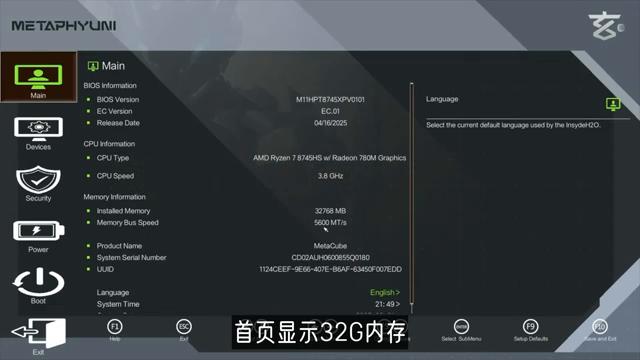 METAPHYUNI
玄
Main
Main
BIOS Information
BIOS Version M11HPT8745XPV0101
EC Version EC.01
Release Date 04/16/2025
Language
Select the current default language used by the InsydeH2O.
Devices
CPU Information
CPU Type AMD Ryzen 7 8745HS w/ Radeon 780M Graphics
CPU Speed 3.8 GHz
Security
Memory Information
Installed Memory 32768 MB
Memory Bus Speed 5600 MT/s
Power
Product Name MetaCube
System Serial Number CD02AUH0600855Q0180
UUID 1124CEEF-9E66-407E-B6AF-63450F007EDD
Boot
Language English>
System Time 21:49>
Exit
F1 Help
ESC Exit
Select SubMenu
F9 Setup Defaults
F10 Save and Exit
首页显示32G内存